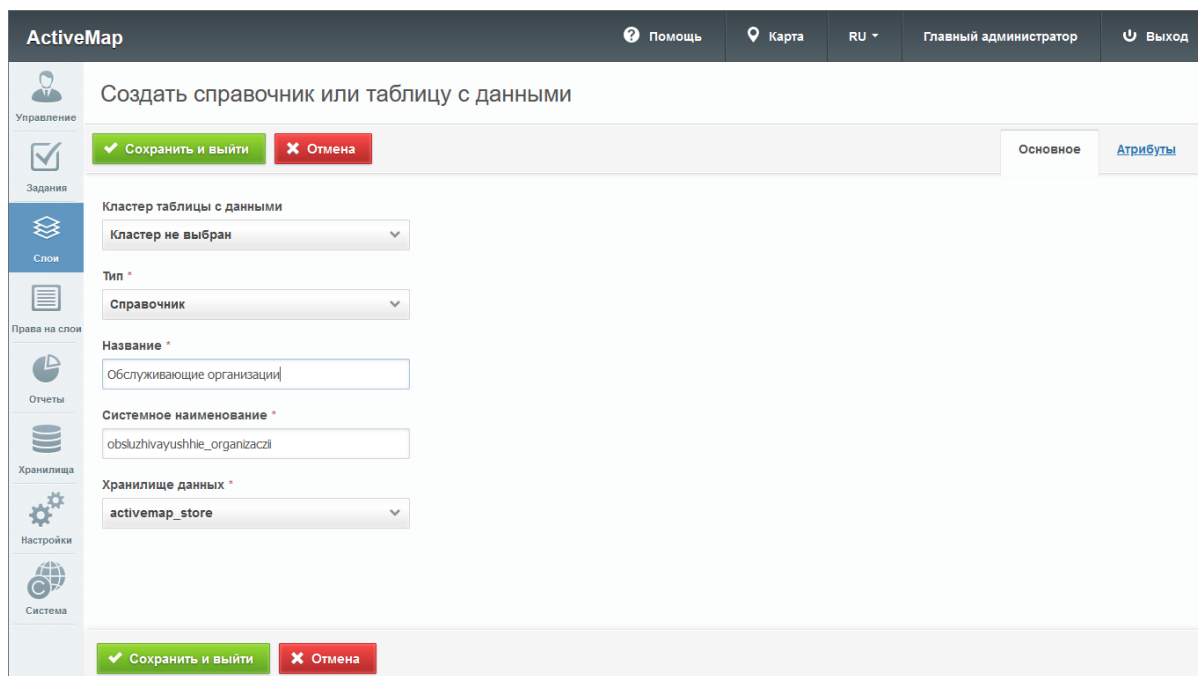 ActiveMap
Помощь
Карта
RU
Главный администратор
Выход
Управление
Задания
Слои
Права на слои
Отчеты
Хранилища
Настройки
Система
Создать справочник или таблицу с данными
Сохранить и выйти
Отмена
Основное
Атрибуты
Кластер таблицы с данными
Кластер не выбран
Тип *
Справочник
Название *
Обслуживающие организации
Системное наименование *
obsluzhivayushhie_organizaczii
Хранилище данных *
activemap_store
Сохранить и выйти
Отмена